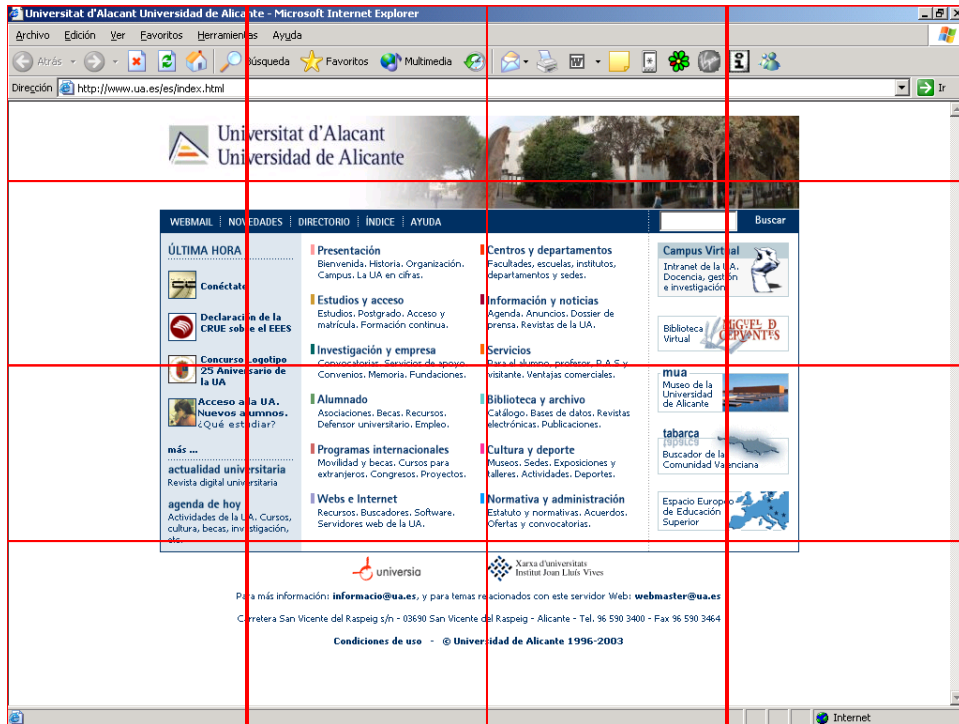 Universitat d'Alacant Universidad de Alicante - Microsoft Internet Explorer
Archivo Edición Ver Favoritos Herramientas Ayuda
Atrás Búsqueda Favoritos Multimedia
Dirección http://www.ua.es/es/index.html Ir
Universitat d'Alacant
Universidad de Alicante
WEBMAIL NOVEDADES DIRECTORIO ÍNDICE AYUDA Buscar
ÚLTIMA HORA
Conéctate
Declaración de la
CRUE sobre el EEES
Concurso Logotipo
25 Aniversario de
la UA
Acceso a la UA.
Nuevos alumnos.
¿Qué estudiar?
más ...
actualidad universitaria
Revista digital universitaria
agenda de hoy
Actividades de la UA. Cursos,
cultura, becas, investigación,
etc.
Presentación
Bienvenida. Historia. Organización.
Campus. La UA en cifras.
Estudios y acceso
Estudios. Postgrado. Acceso y
matrícula. Formación continua.
Investigación y empresa
Convocatorias. Servicios de apoyo.
Convenios. Memoria. Fundaciones.
Alumnado
Asociaciones. Becas. Recursos.
Defensor universitario. Empleo.
Programas internacionales
Movilidad y becas. Cursos para
extranjeros. Congresos. Proyectos.
Webs e Internet
Recursos. Buscadores. Software.
Servidores web de la UA.
Centros y departamentos
Facultades, escuelas, institutos,
departamentos y sedes.
Información y noticias
Agenda. Anuncios. Dossier de
prensa. Revistas de la UA.
Servicios
Para el alumno, profesor, P.A.S y
visitante. Ventajas comerciales.
Biblioteca y archivo
Catálogo. Bases de datos. Revistas
electrónicas. Publicaciones.
Cultura y deporte
Museos. Sedes. Exposiciones y
talleres. Actividades. Deportes.
Normativa y administración
Estatuto y normativas. Acuerdos.
Ofertas y convocatorias.
Campus Virtual
Intranet de la UA.
Docencia, gestión
e investigación
Biblioteca
Virtual
MIGUEL D
CERVANTES
mua
Museo de la
Universidad
de Alicante
tabarca
Buscador de la
Comunidad Valenciana
Espacio Europeo
de Educación
Superior
universia
Xarxa d'universitats
Institut Joan Lluís Vives
Para más información: informacio@ua.es, y para temas relacionados con este servidor Web: webmaster@ua.es
Carretera San Vicente del Raspeig s/n - 03690 San Vicente del Raspeig - Alicante - Tel. 96 590 3400 - Fax 96 590 3464
Condiciones de uso - © Universidad de Alicante 1996-2003
Internet